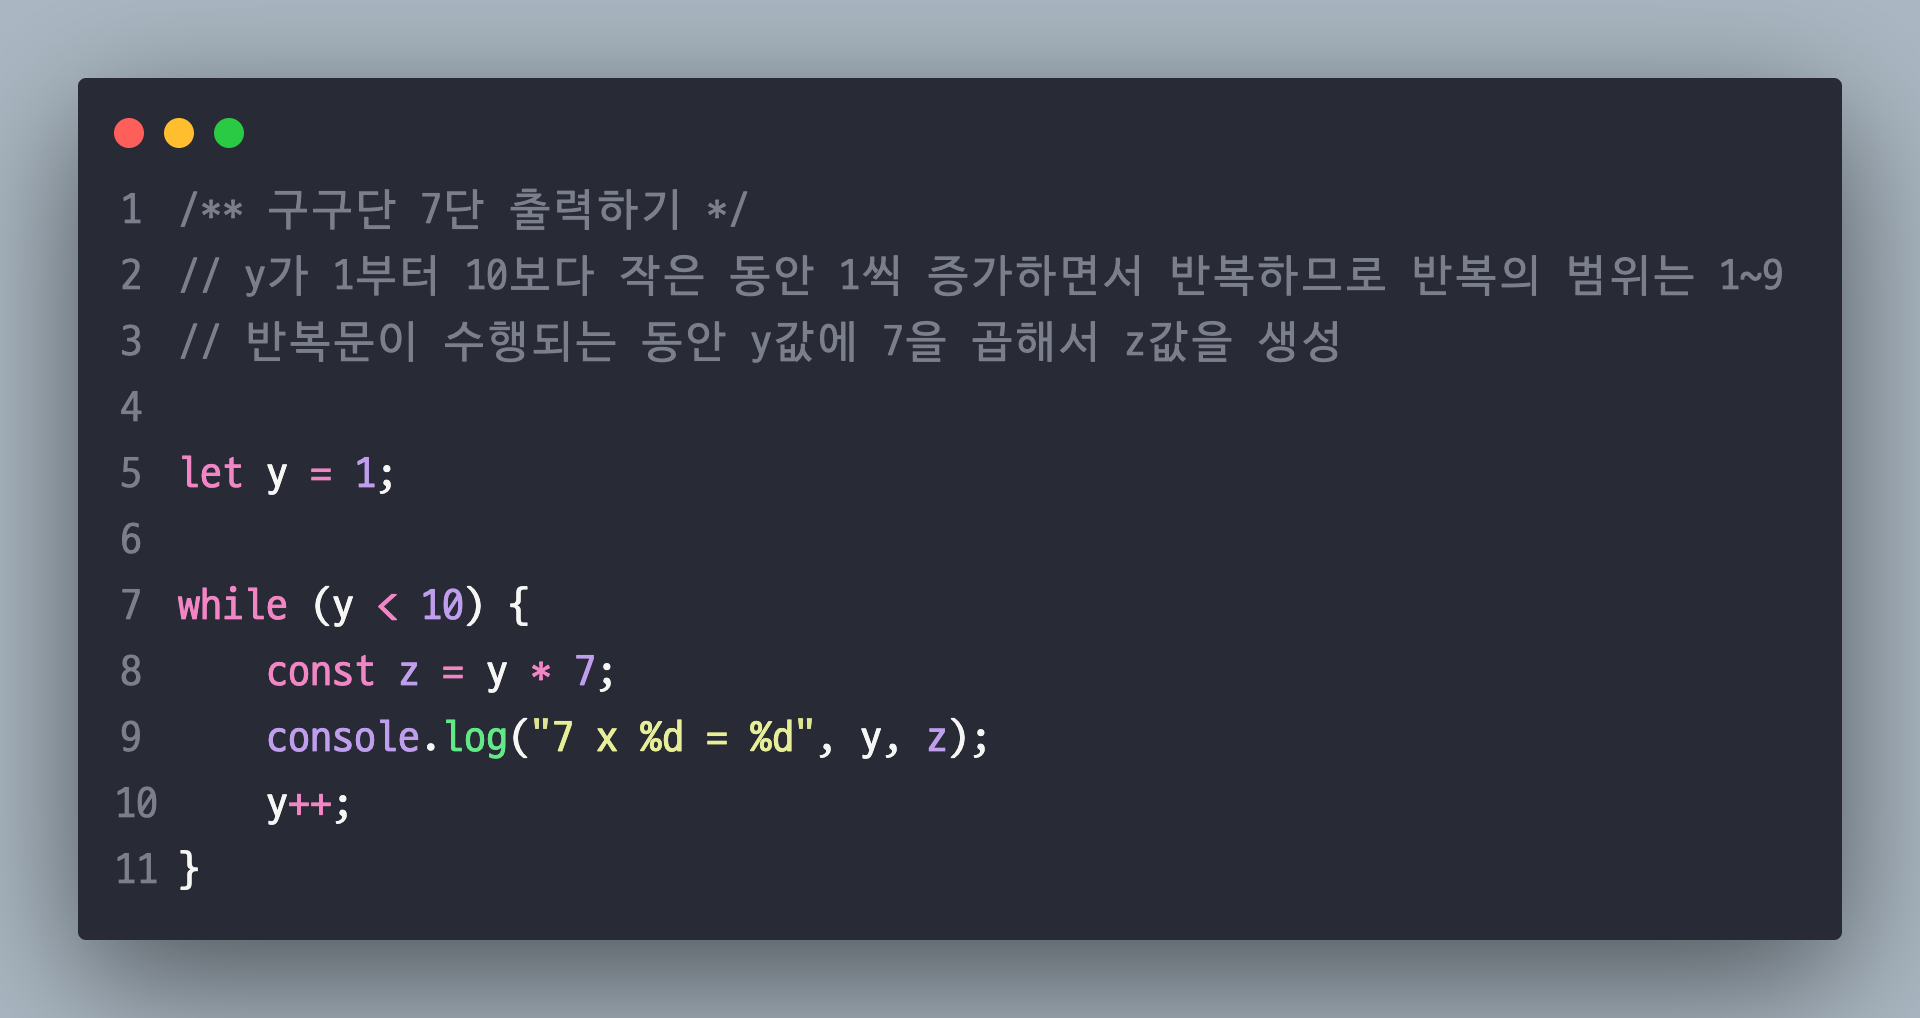 1 /** 구구단 7단 출력하기 */
2 // y가 1부터 10보다 작은 동안 1씩 증가하면서 반복하므로 반복의 범위는 1~9
3 // 반복문이 수행되는 동안 y값에 7을 곱해서 z값을 생성
4
5 let y = 1;
6
7 while (y < 10) {
8     const z = y * 7;
9     console.log("7 x %d = %d", y, z);
10     y++;
11 }